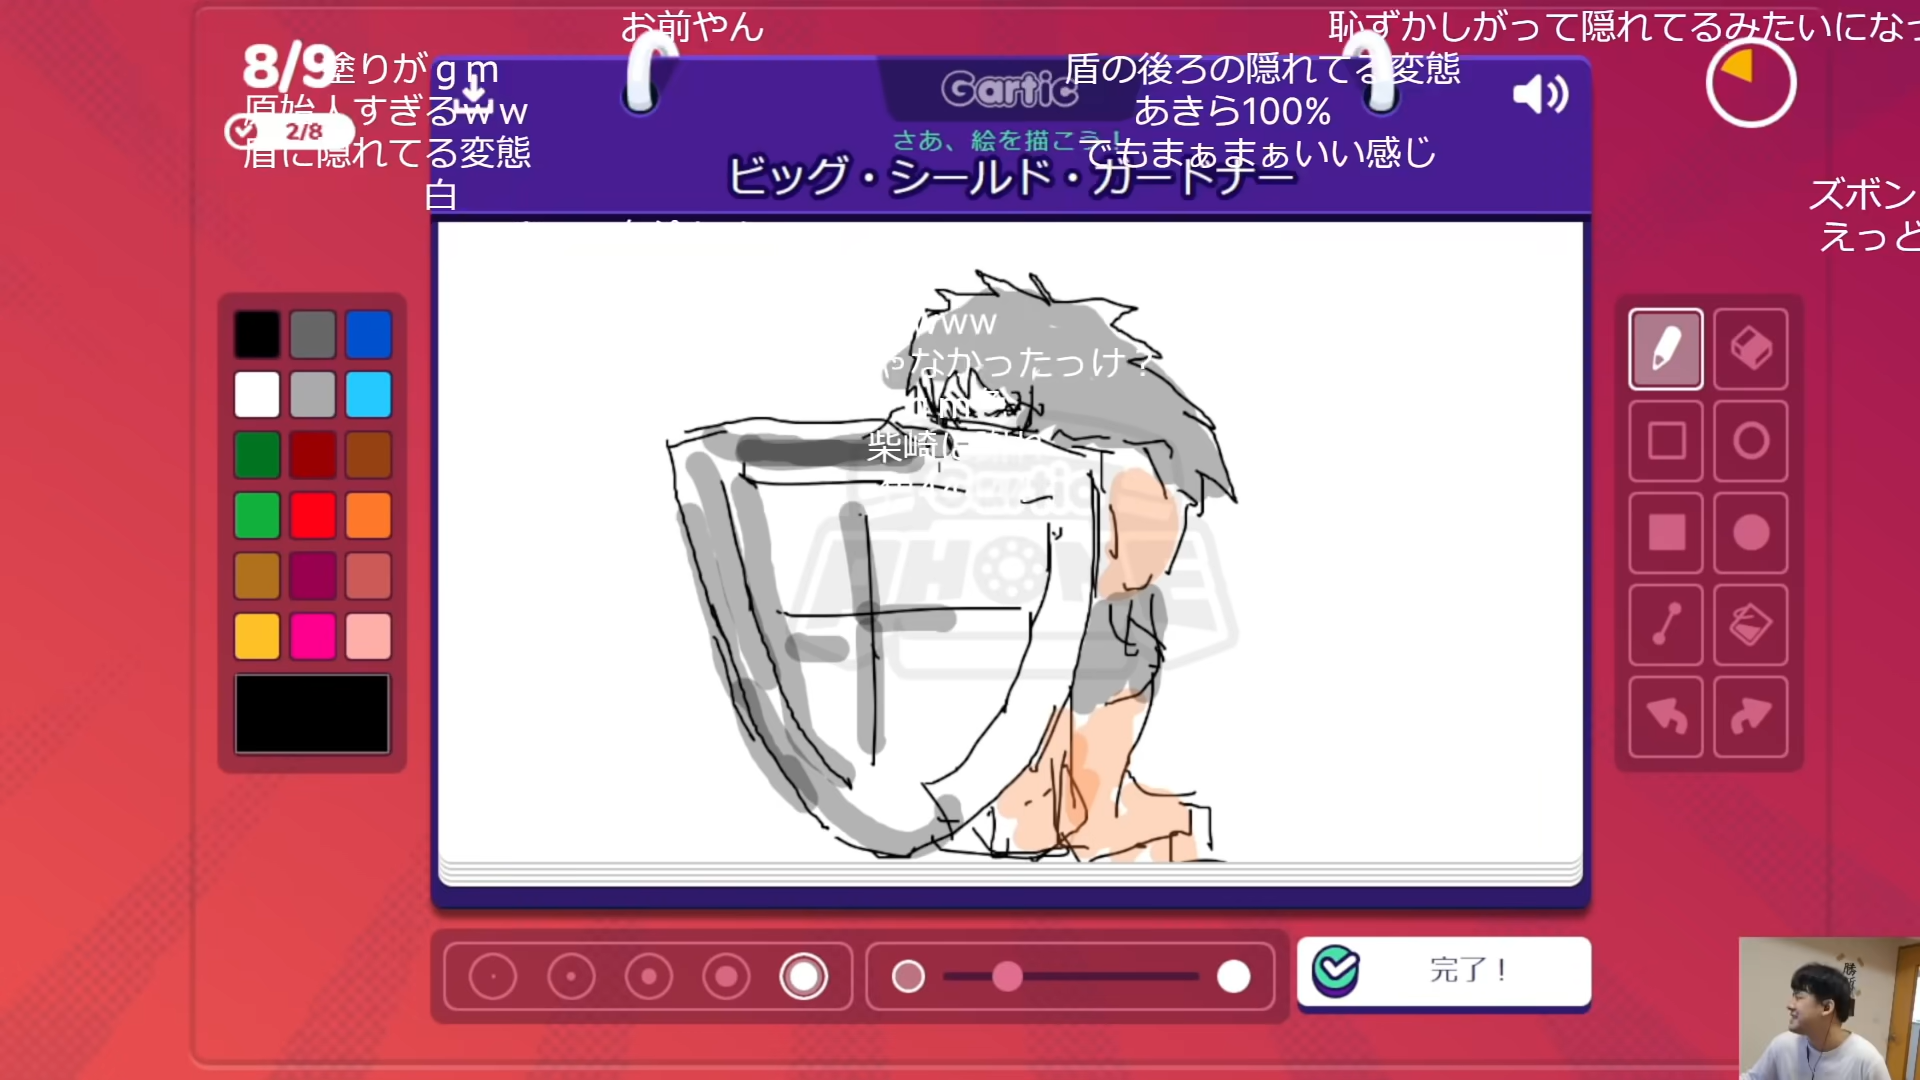 お前やん
恥ずかしがって隠れてるみたいになっ
8/9
塗りがｇｍ
盾の後ろの隠れてる変態
Gartic
原始人すぎるｗｗ
あきら100%
2/8
さあ、絵を描こう！
盾に隠れてる変態
でもまぁまぁいい感じ
ビッグ・シールド・ガードナー
白
ズボン
えっど
www
ゃなかったっけ？
柴崎
Gartic
PHONE
完了！